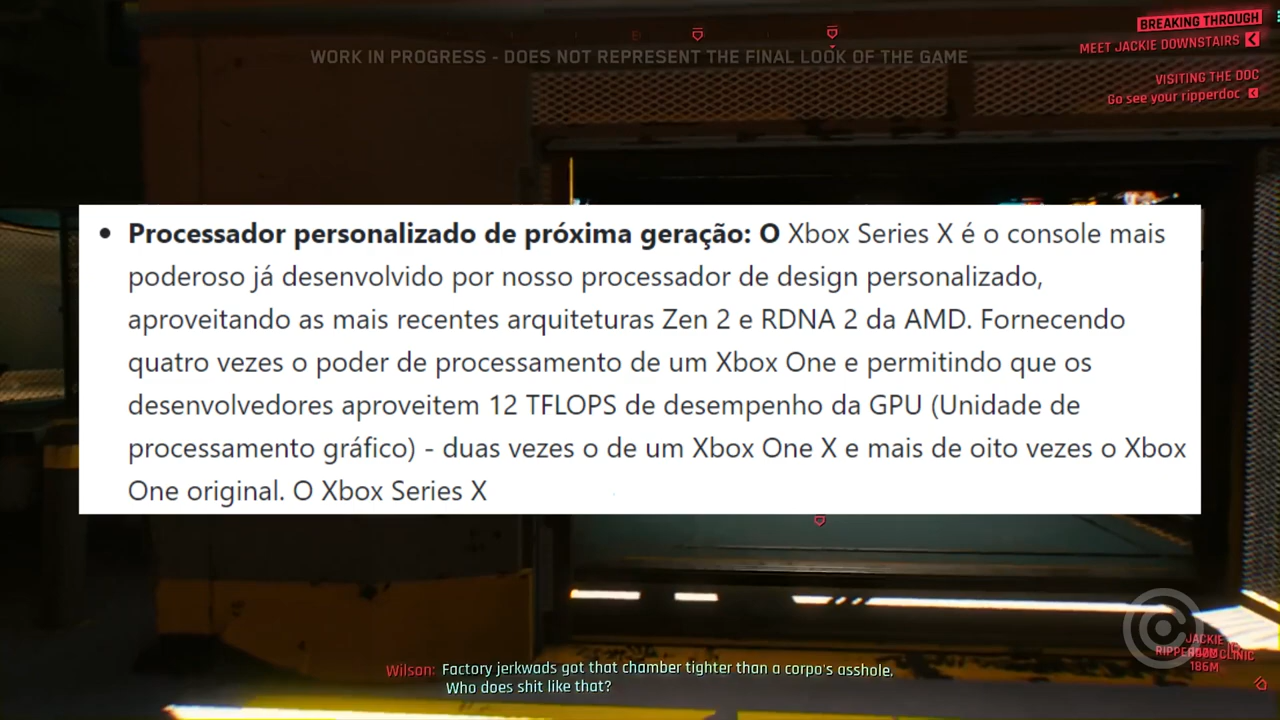 BREAKING THROUGH
MEET JACKIE DOWNSTAIRS
WORK IN PROGRESS - DOES NOT REPRESENT THE FINAL LOOK OF THE GAME
VISITING THE DOC
Go see your ripperdoc
• Processador personalizado de próxima geração: O Xbox Series X é o console mais
poderoso já desenvolvido por nosso processador de design personalizado,
aproveitando as mais recentes arquiteturas Zen 2 e RDNA 2 da AMD. Fornecendo
quatro vezes o poder de processamento de um Xbox One e permitindo que os
desenvolvedores aproveitem 12 TFLOPS de desempenho da GPU (Unidade de
processamento gráfico) - duas vezes o de um Xbox One X e mais de oito vezes o Xbox
One original. O Xbox Series X
Wilson: Factory jerkwads got that chamber tighter than a corpo's asshole.
Who does shit like that?
JACKIE
CLINIC
186M